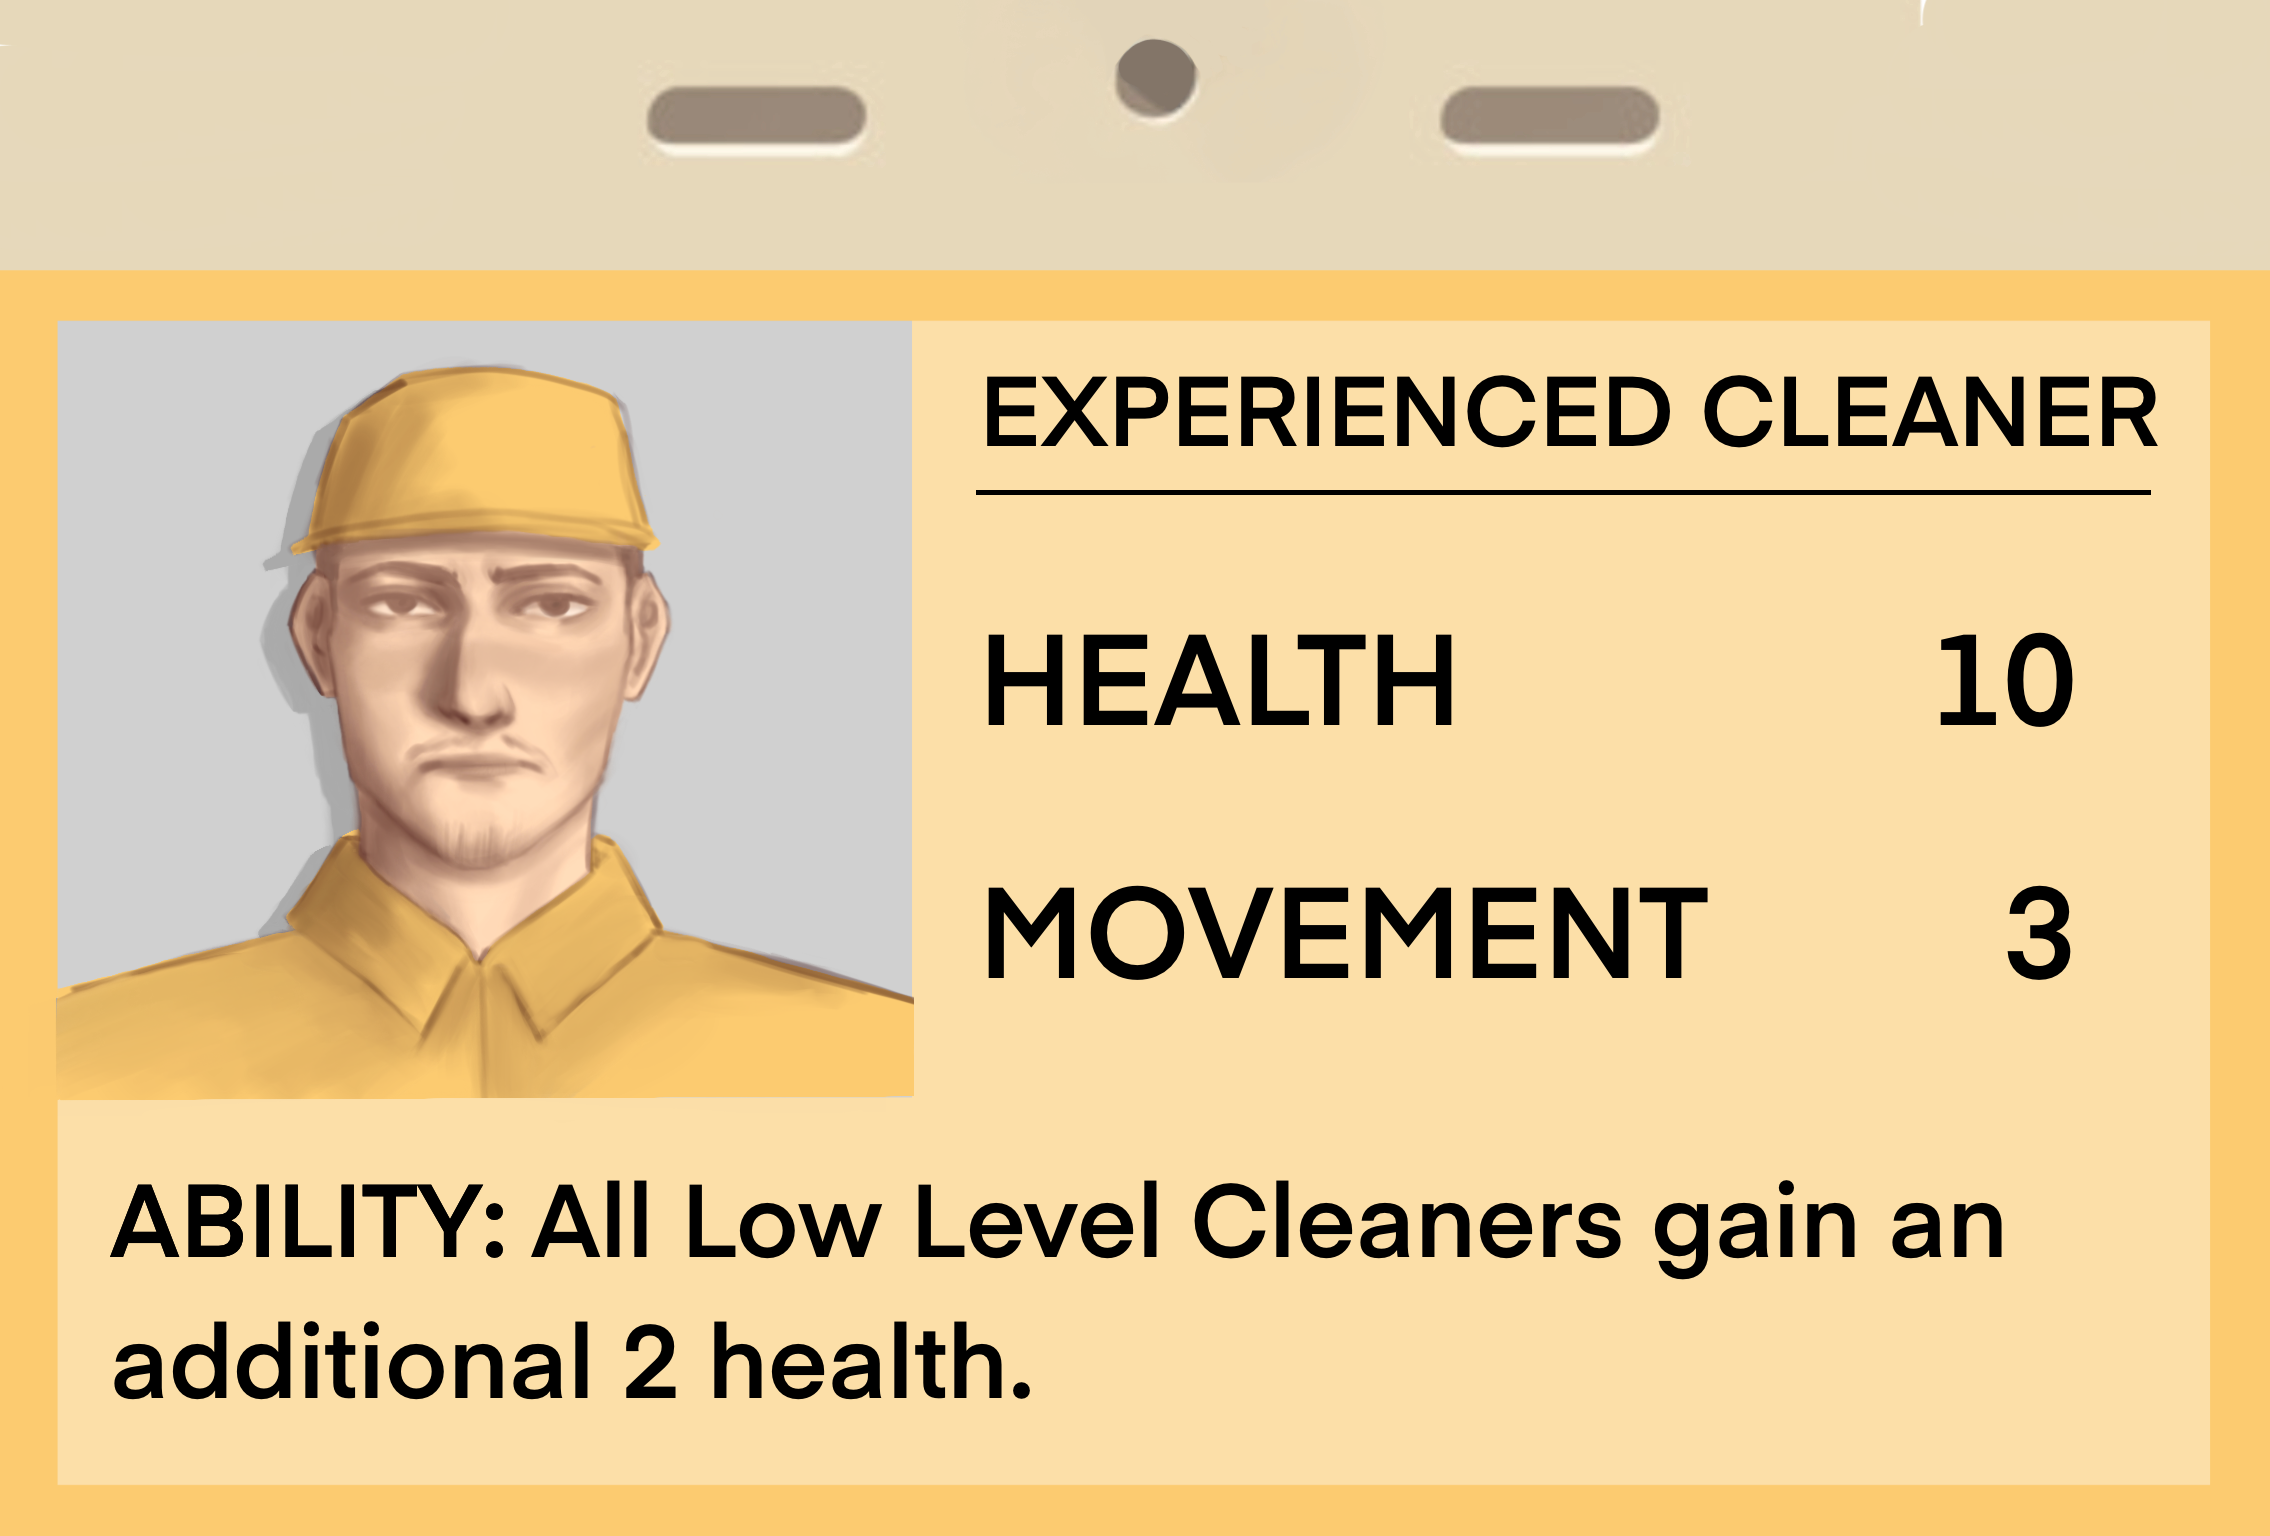 EXPERIENCED CLEANER
HEALTH 10
MOVEMENT 3
ABILITY: All Low Level Cleaners gain an
additional 2 health.